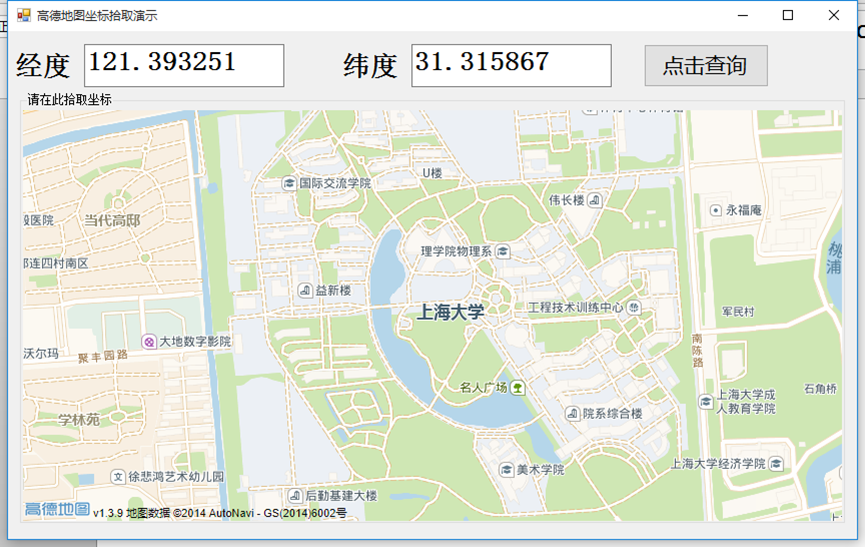 高德地图坐标拾取演示
经度 121.393251 纬度 31.315867 点击查询
请在此拾取坐标
U楼
国际交流学院
伟长楼
永福庵
当代高邸
医院
理学院物理系
连四村南区
桃浦
益新楼
上海大学
工程技术训练中心
军民村
大地数字影院
沃尔玛
聚丰园路
南陈路
名人广场
石角桥
上海大学成人教育学院
学林苑
院系综合楼
上海大学经济学院
美术学院
徐悲鸿艺术幼儿园
后勤基建大楼
高德地图 v1.3.9 地图数据 ©2014 AutoNavi - GS(2014)6002号